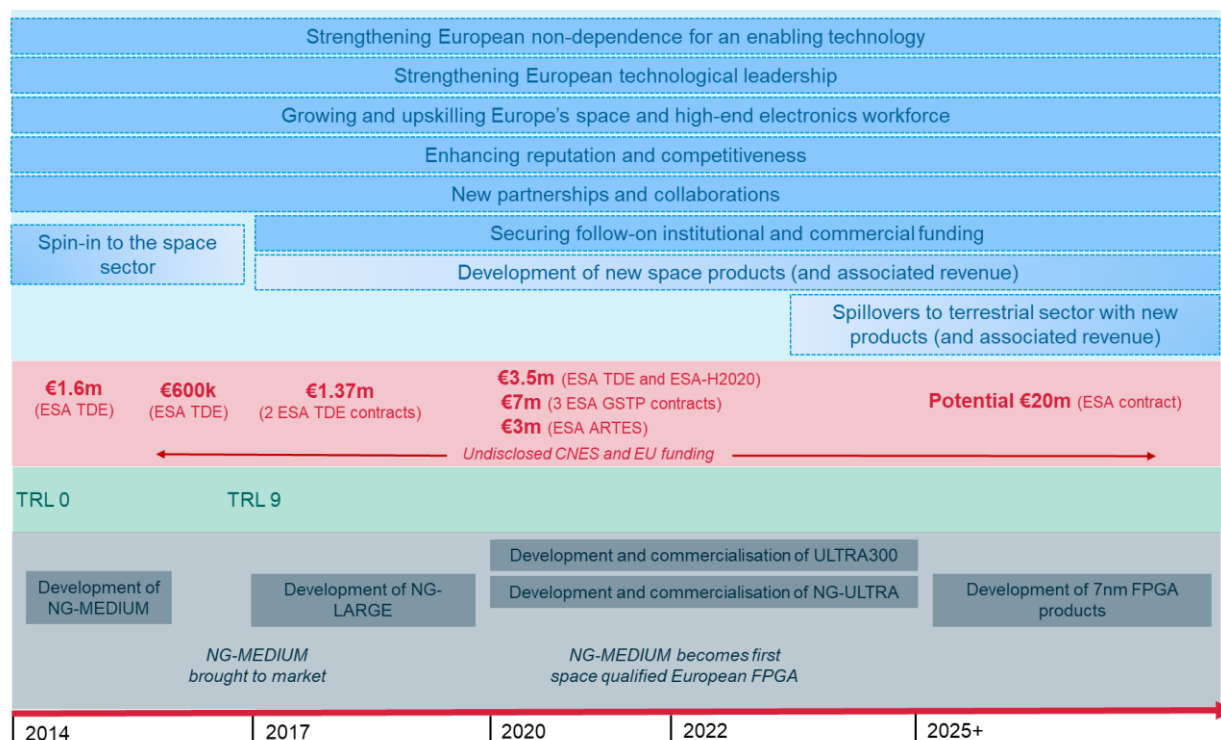 Strengthening European non-dependence for an enabling technology
Strengthening European technological leadership
Growing and upskilling Europe's space and high-end electronics workforce
Enhancing reputation and competitiveness
New partnerships and collaborations
Spin-in to the space
sector
Securing follow-on institutional and commercial funding
Development of new space products (and associated revenue)
Spillovers to terrestrial sector with new
products (and associated revenue)
€1.6m
(ESA TDE)
€600k
(ESA TDE)
€1.37m
(2 ESA TDE contracts)
€3.5m (ESA TDE and ESA-H2020)
€7m (3 ESA GSTP contracts)
€3m (ESA ARTES)
Potential €20m (ESA contract)
Undisclosed CNES and EU funding
TRL 0
TRL 9
Development of
NG-MEDIUM
Development of NG-
LARGE
Development and commercialisation of ULTRA300
Development and commercialisation of NG-ULTRA
Development of 7nm FPGA
products
NG-MEDIUM
brought to market
NG-MEDIUM becomes first
space qualified European FPGA
2014
2017
2020
2022
2025+